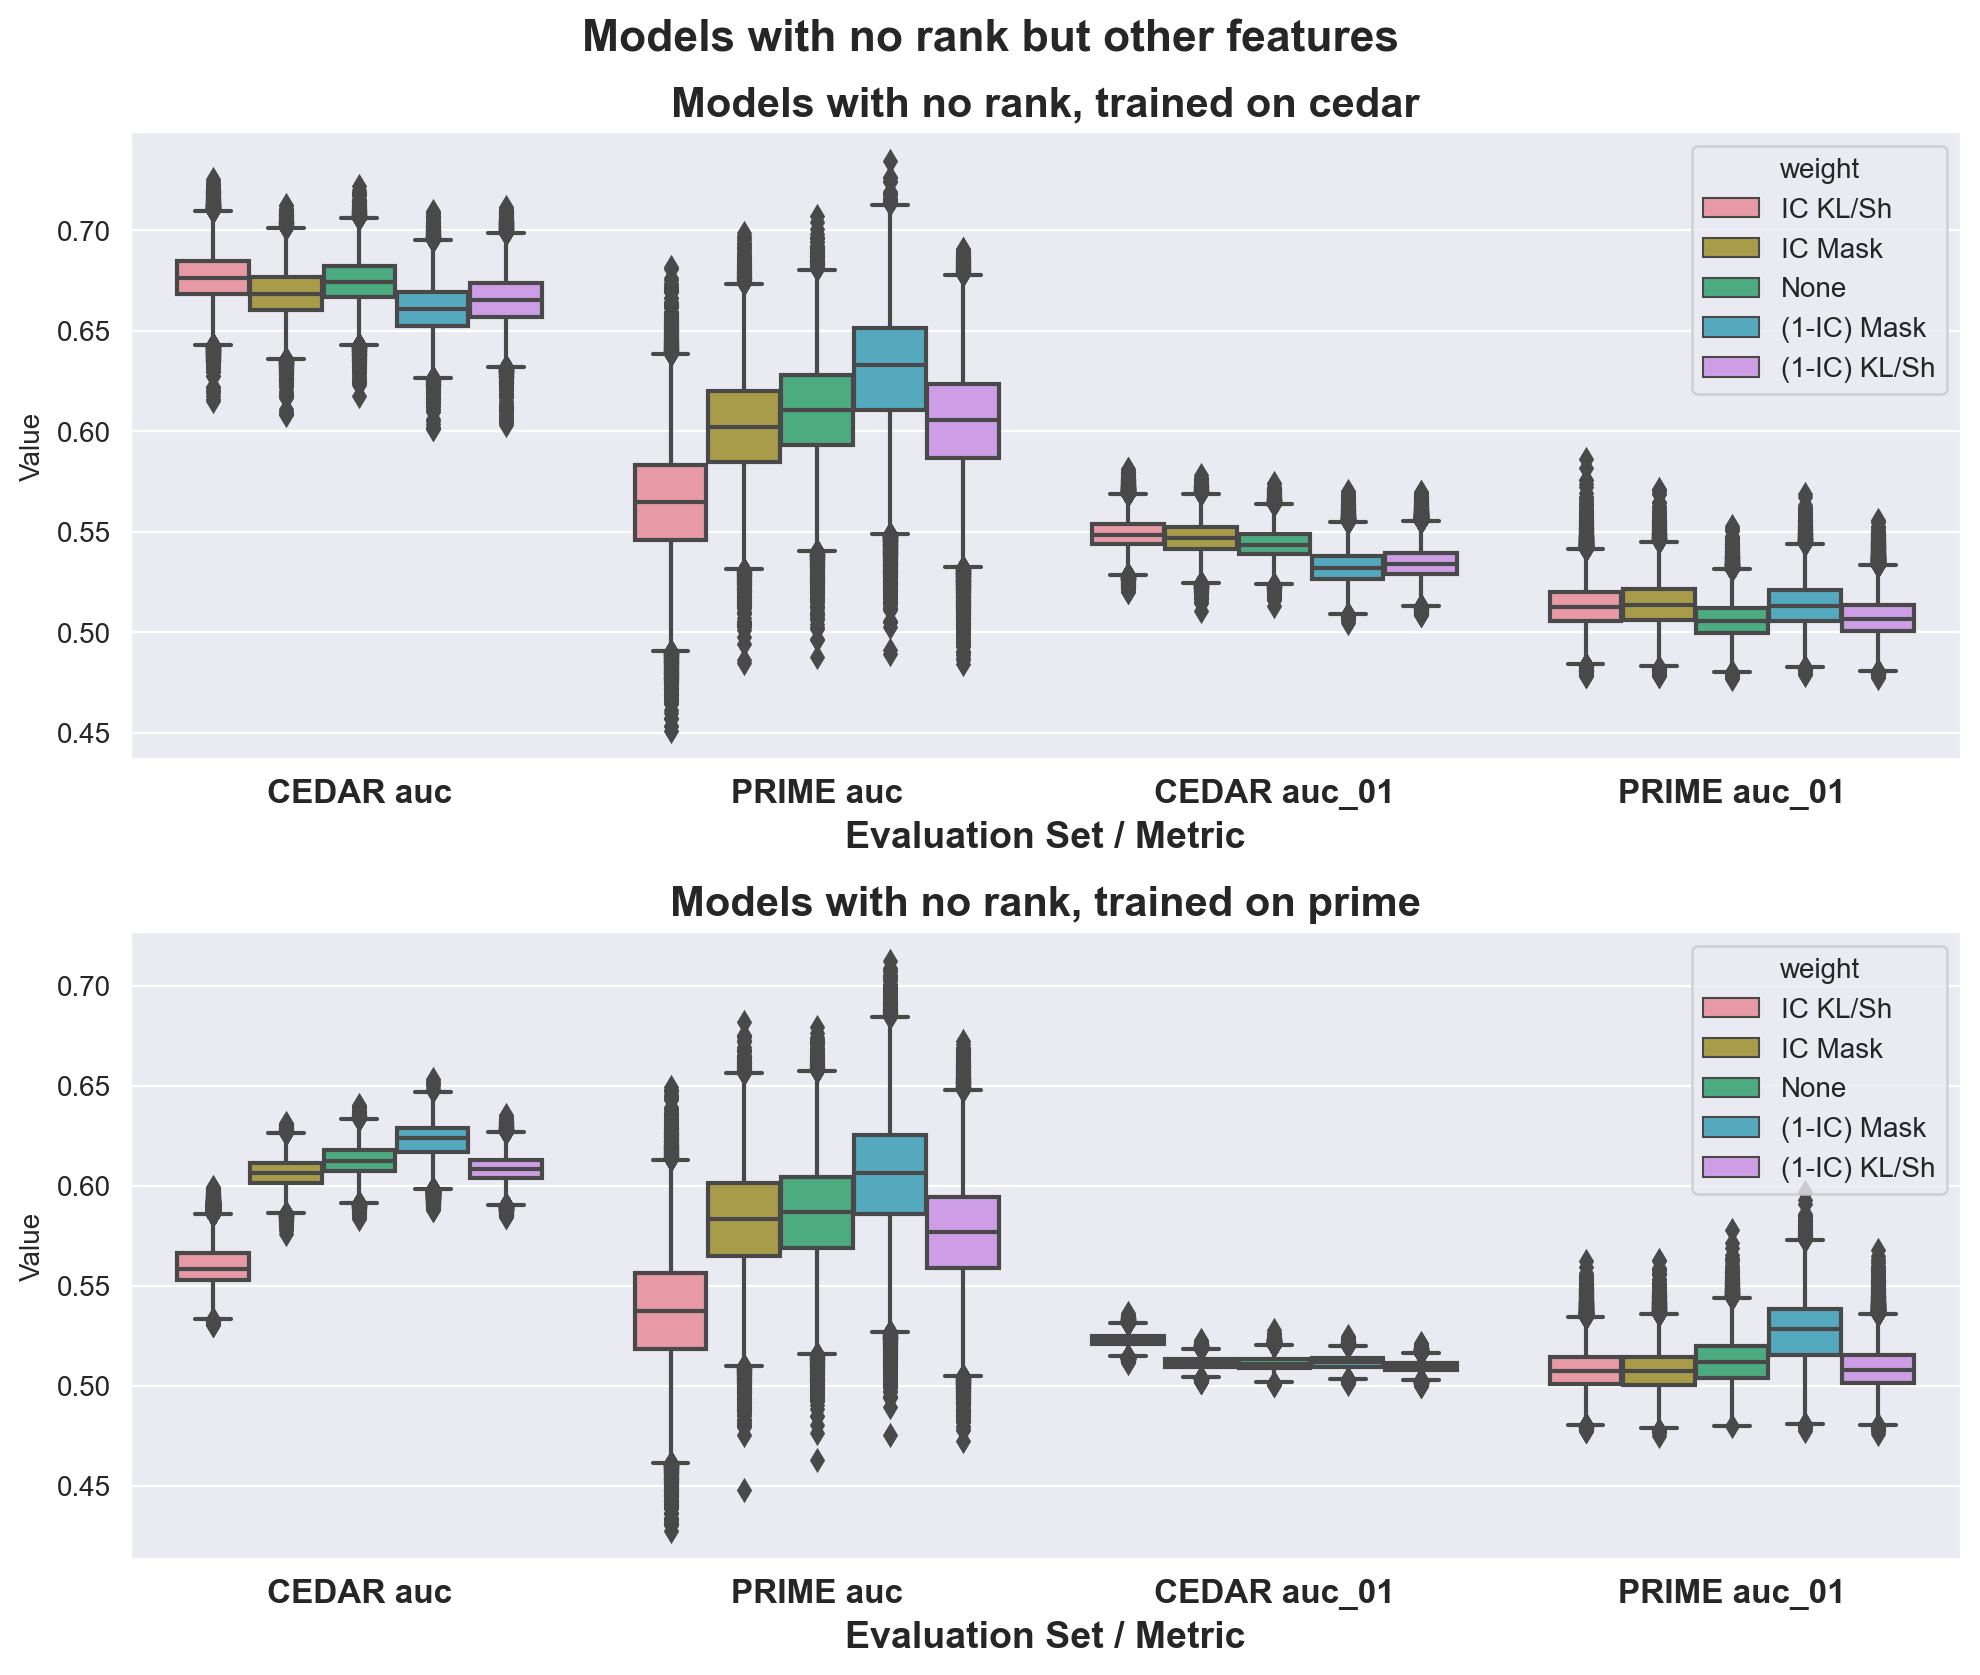 Models with no rank but other features
Models with no rank, trained on cedar
weight
IC KL/Sh
IC Mask
None
(1-IC) Mask
(1-IC) KL/Sh
0.70
0.65
0.60
0.55
0.50
0.45
Value
CEDAR auc
PRIME auc
CEDAR auc_01
PRIME auc_01
Evaluation Set / Metric
Models with no rank, trained on prime
weight
IC KL/Sh
IC Mask
None
(1-IC) Mask
(1-IC) KL/Sh
0.70
0.65
0.60
0.55
0.50
0.45
Value
CEDAR auc
PRIME auc
CEDAR auc_01
PRIME auc_01
Evaluation Set / Metric